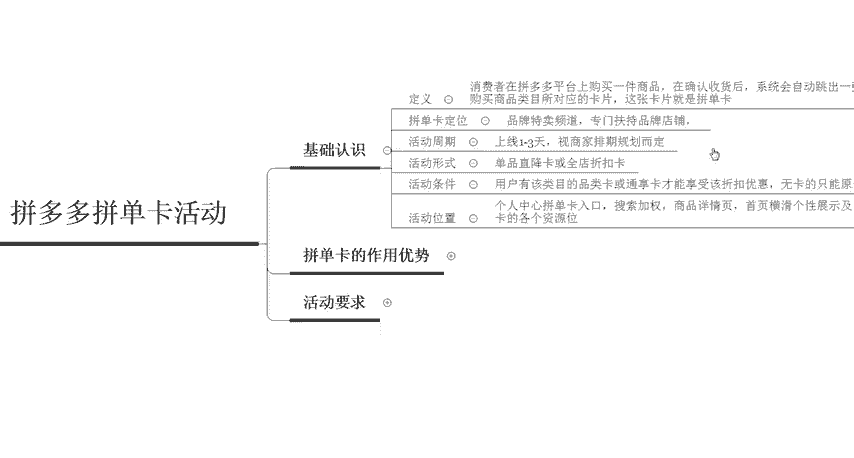 拼多多拼单卡活动
基础认识
定义
消费者在拼多多平台上购买一件商品，在确认收货后，系统会自动跳出一
购买商品类目所对应的卡片，这张卡片就是拼单卡
拼单卡定位
品牌特卖频道，专门扶持品牌店铺。
活动周期
上线1-3天，视商家排期规划而定
活动形式
单品直降卡或全店折扣卡
活动条件
用户有该类目的品类卡或通享卡才能享受该折扣优惠，无卡的只能原
活动位置
个人中心拼单卡入口，搜索加权，商品详情页，首页横滑个性展示及
卡的各个资源位
拼单卡的作用优势
活动要求